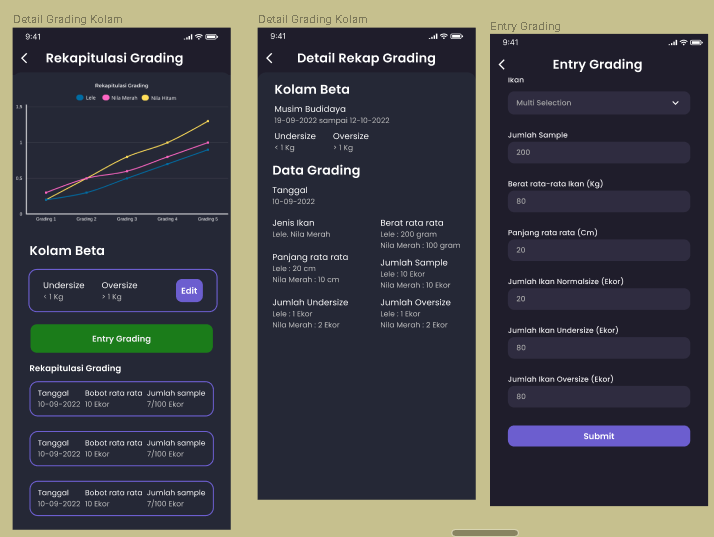 Detail Grading Kolam
9:41
Rekapitulasi Grading
Rekapitulasi Grading
Lele
Nila Merah
Nila Hitam
1.5
1
0.5
0
Grading 1
Grading 2
Grading 3
Grading 4
Grading 5
Kolam Beta
Undersize
Oversize
< 1 Kg
> 1 Kg
Edit
Entry Grading
Rekapitulasi Grading
Tanggal
Bobot rata rata
Jumlah sample
10-09-2022
10 Ekor
7/100 Ekor
Tanggal
Bobot rata rata
Jumlah sample
10-09-2022
10 Ekor
7/100 Ekor
Tanggal
Bobot rata rata
Jumlah sample
10-09-2022
10 Ekor
7/100 Ekor
Detail Grading Kolam
9:41
Detail Rekap Grading
Kolam Beta
Musim Budidaya
19-09-2022 sampai 12-10-2022
Undersize
Oversize
< 1 Kg
> 1 Kg
Data Grading
Tanggal
10-09-2022
Jenis Ikan
Lele, Nila Merah
Panjang rata rata
Lele : 20 cm
Nila Merah : 10 cm
Jumlah Undersize
Lele : 1 Ekor
Nila Merah : 2 Ekor
Berat rata rata
Lele : 200 gram
Nila Merah : 100 gram
Jumlah Sample
Lele : 10 Ekor
Nila Merah : 10 Ekor
Jumlah Oversize
Lele : 1 Ekor
Nila Merah : 2 Ekor
Entry Grading
9:41
Entry Grading
Ikan
Multi Selection
Jumlah Sample
200
Berat rata-rata Ikan (Kg)
80
Panjang rata rata (Cm)
20
Jumlah Ikan Normalsize (Ekor)
20
Jumlah Ikan Undersize (Ekor)
80
Jumlah Ikan Oversize (Ekor)
80
Submit